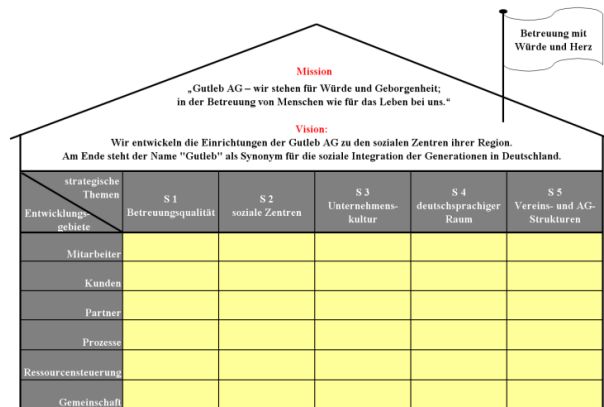 Betreuung mit
Würde und Herz
Mission
„Gutleb AG – wir stehen für Würde und Geborgenheit;
in der Betreuung von Menschen wie für das Leben bei uns.“
Vision:
Wir entwickeln die Einrichtungen der Gutleb AG zu den sozialen Zentren ihrer Region.
Am Ende steht der Name "Gutleb" als Synonym für die soziale Integration der Generationen in Deutschland.
strategische
Themen
Entwicklungs-
gebiete
S 1
Betreuungsqualität
S 2
soziale Zentren
S 3
Unternehmens-
kultur
S 4
deutschsprachiger
Raum
S 5
Vereins- und AG-
Strukturen
Mitarbeiter
Kunden
Partner
Prozesse
Ressourcensteuerung
Gemeinschaft